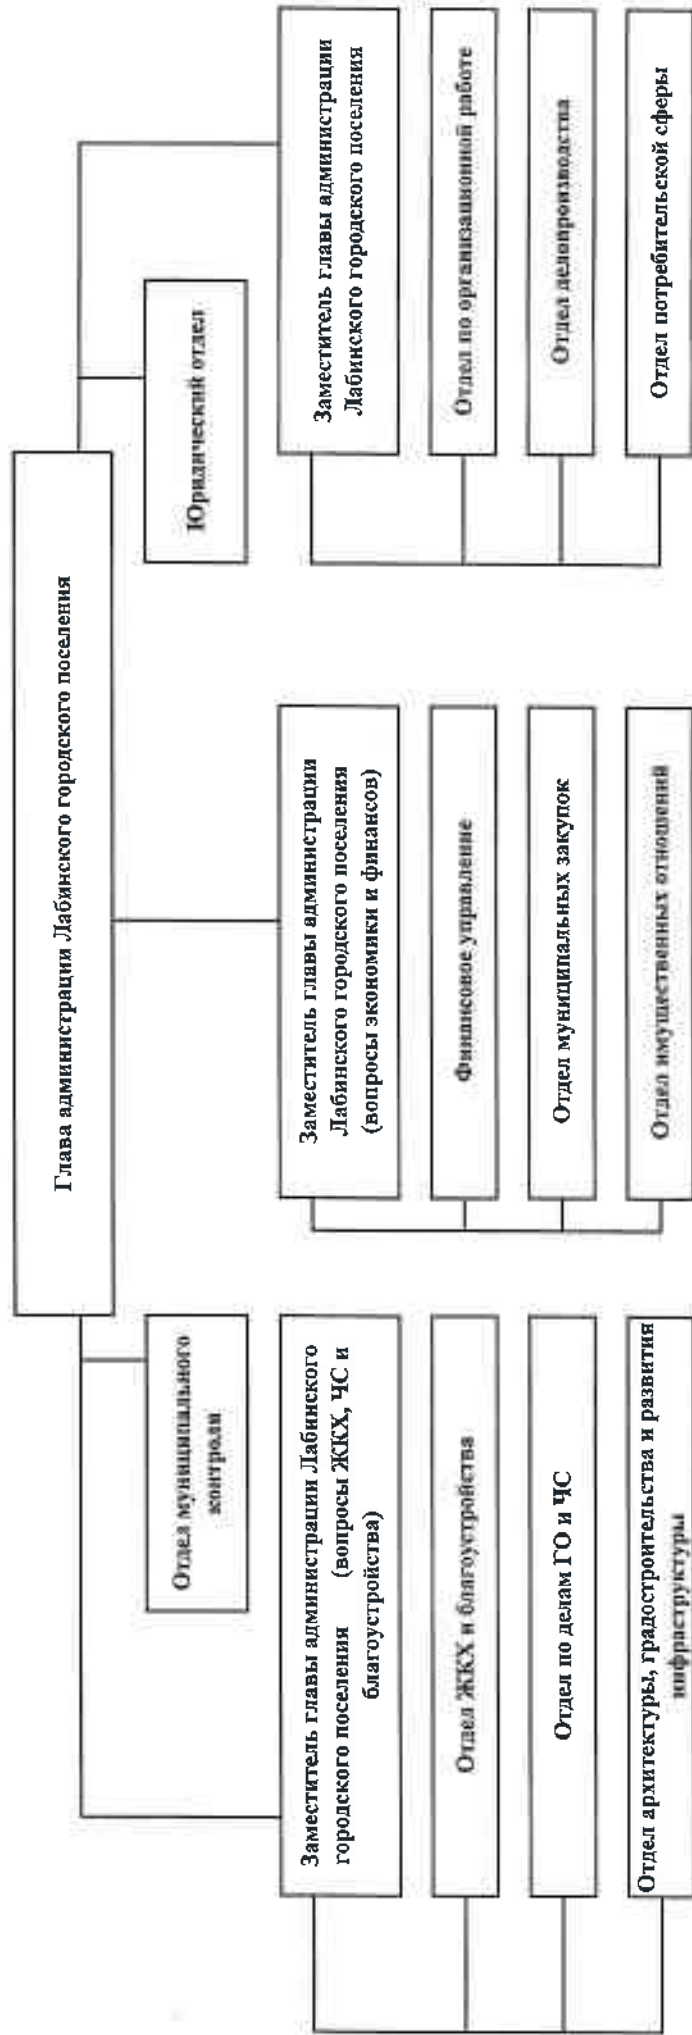 Глава администрации Лабинского городского поселения
Отдел муниципального
контроля
Юридический отдел
Заместитель главы администрации Лабинского
городского поселения (вопросы ЖКХ, ЧС и
благоустройства)
Отдел ЖКХ и благоустройства
Отдел по делам ГО и ЧС
Отдел архитектуры, градостроительства и развития
инфраструктуры
Заместитель главы администрации
Лабинского городского поселения
(вопросы экономики и финансов)
Финансовое управление
Отдел муниципальных закупок
Отдел имущественных отношений
Заместитель главы администрации
Лабинского городского поселения
Отдел по организационной работе
Отдел делопроизводства
Отдел потребительской сферы